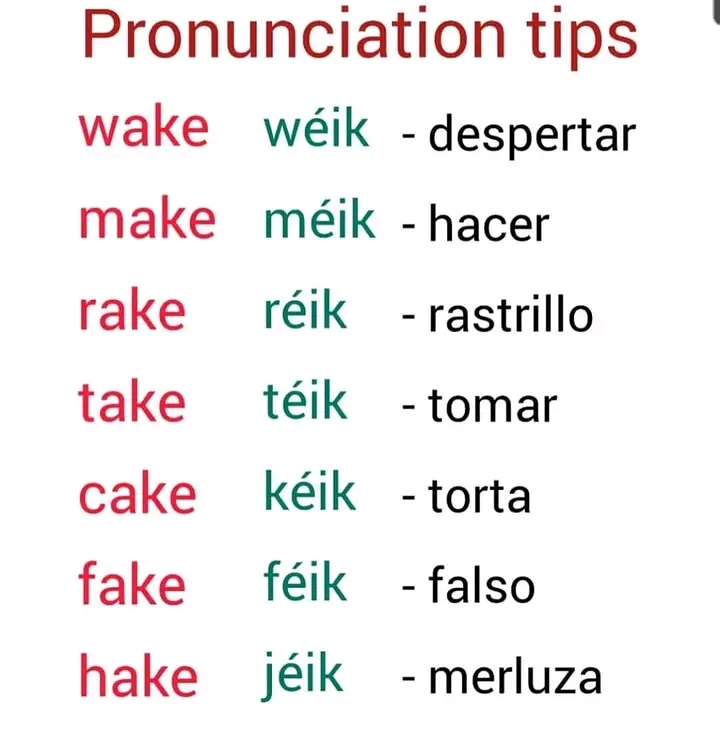 Pronunciation tips
wake wéik - despertar
make méik - hacer
rake réik - rastrillo
take téik - tomar
cake kéik - torta
fake féik - falso
hake jéik - merluza